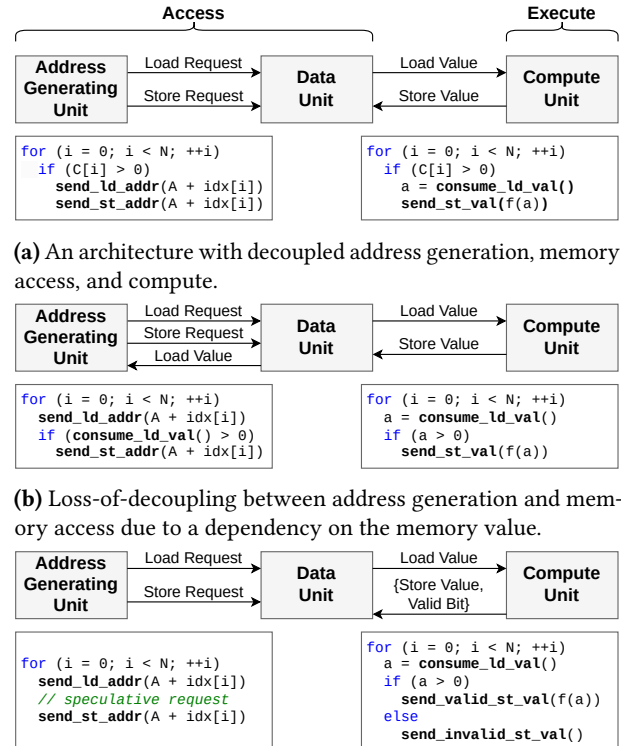 Access
Execute
Address
Generating
Unit
Load Request
Store Request
Data
Unit
Load Value
Store Value
Compute
Unit
for (i = 0; i < N; ++i)
if (C[i] > 0)
send_ld_addr(A + idx[i])
send_st_addr(A + idx[i])
for (i = 0; i < N; ++i)
if (C[i] > 0)
a = consume_ld_val()
send_st_val(f(a))
(a) An architecture with decoupled address generation, memory
access, and compute.
Address
Generating
Unit
Load Request
Store Request
Load Value
Data
Unit
Load Value
Store Value
Compute
Unit
for (i = 0; i < N; ++i)
send_ld_addr(A + idx[i])
if (consume_ld_val() > 0)
send_st_addr(A + idx[i])
for (i = 0; i < N; ++i)
a = consume_ld_val()
if (a > 0)
send_st_val(f(a))
(b) Loss-of-decoupling between address generation and mem-
ory access due to a dependency on the memory value.
Address
Generating
Unit
Load Request
Store Request
Data
Unit
Load Value
{Store Value,
Valid Bit}
Compute
Unit
for (i = 0; i < N; ++i)
send_ld_addr(A + idx[i])
// speculative request
send_st_addr(A + idx[i])
for (i = 0; i < N; ++i)
a = consume_ld_val()
if (a > 0)
send_valid_st_val(f(a))
else
send_invalid_st_val()